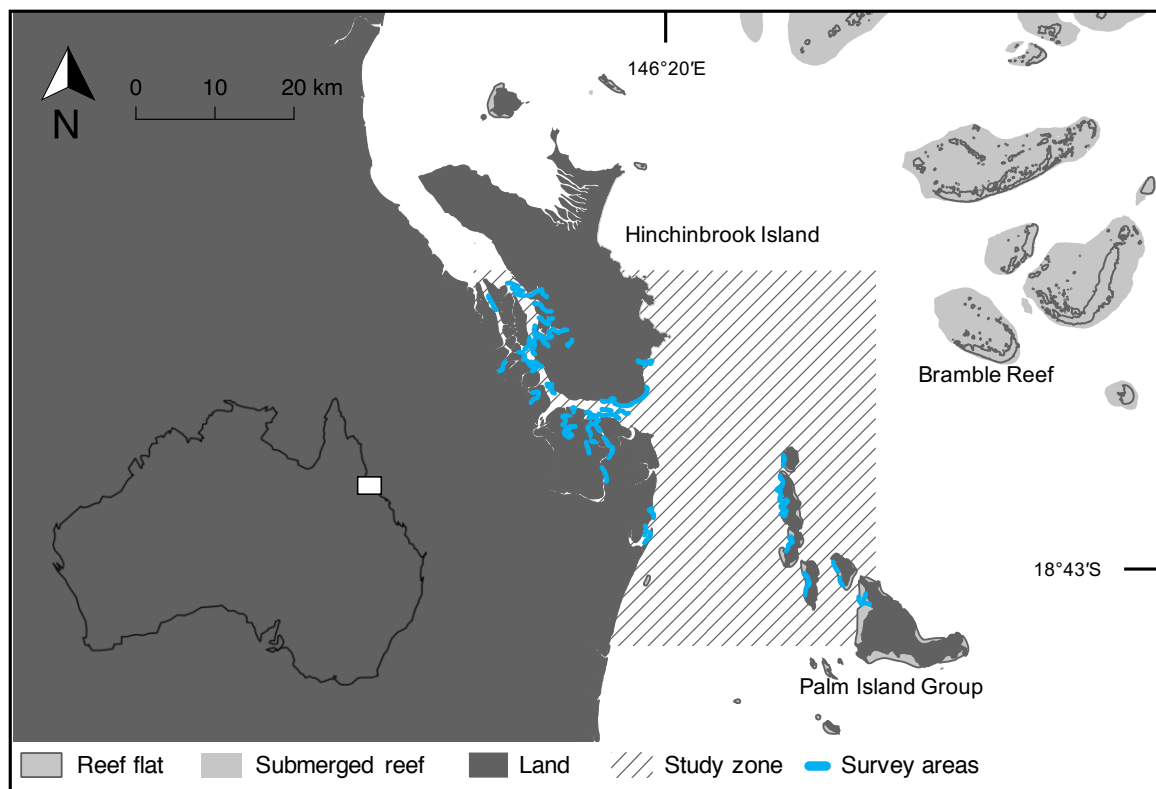 146°20′E
0 10 20 km
N
Hinchinbrook Island
Bramble Reef
18°43′S
Palm Island Group
Reef flat Submerged reef Land Study zone Survey areas